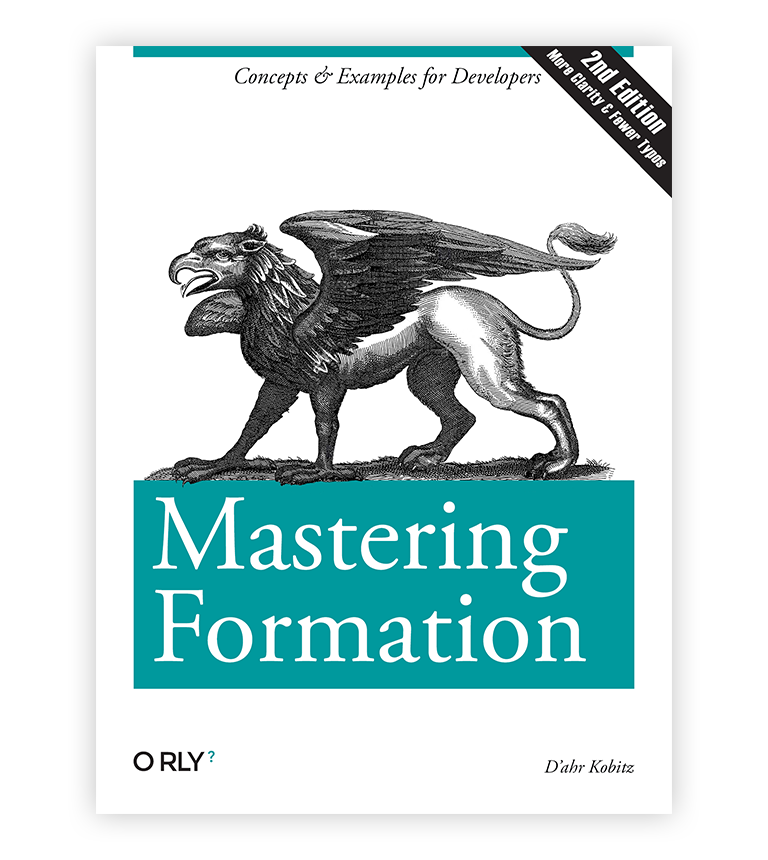 Concepts & Examples for Developers
2nd Edition
More Clarity & Fewer Typos
Mastering
Formation
O RLY?
D'ahr Kobitz